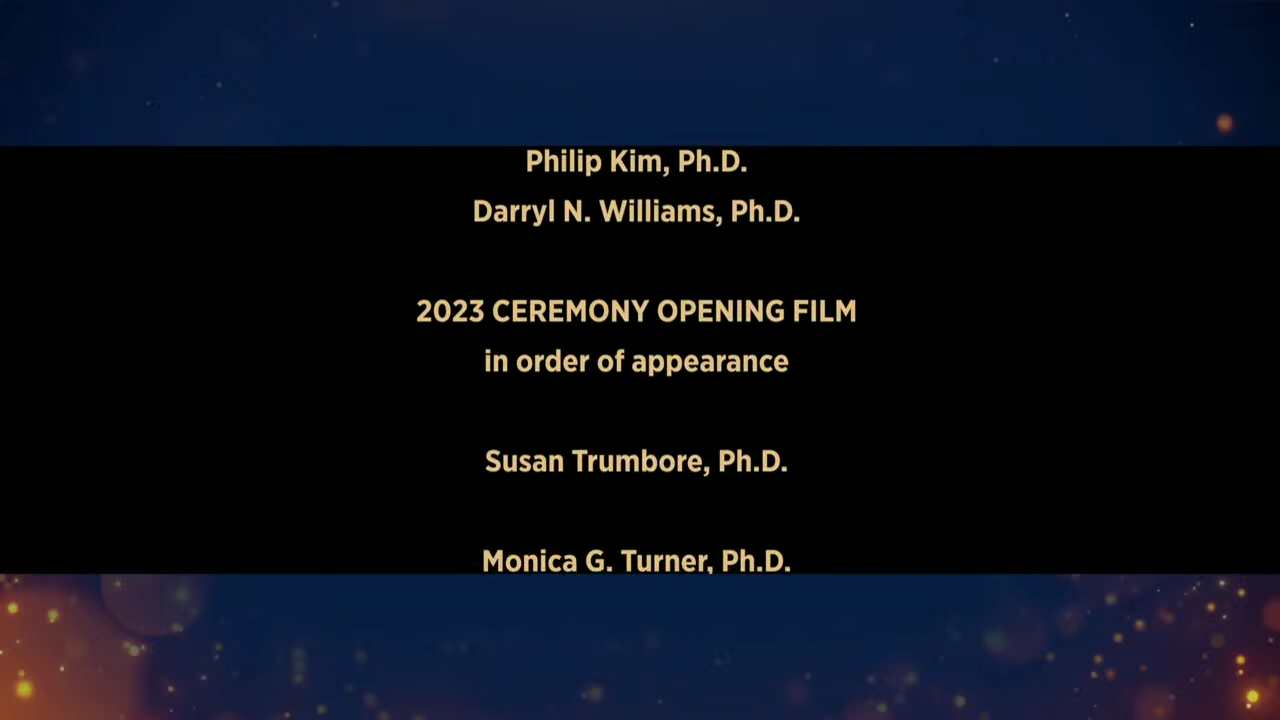 Philip Kim, Ph.D.
Darryl N. Williams, Ph.D.
2023 CEREMONY OPENING FILM
in order of appearance
Susan Trumbore, Ph.D.
Monica G. Turner, Ph.D.